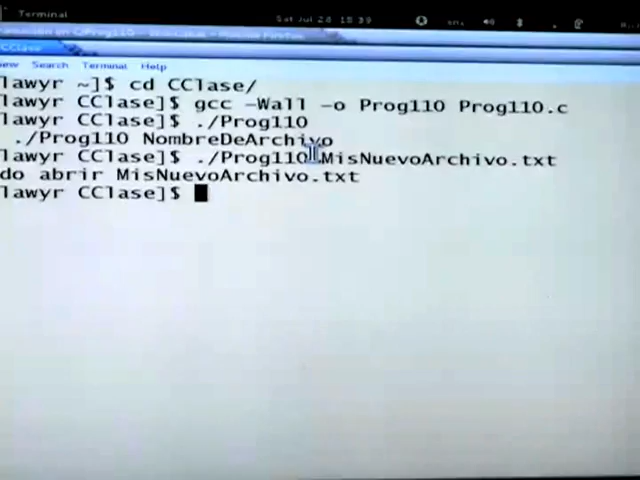 Terminal
Sat Jul 28 18:39
CClase
Search Terminal Help
lawyr ~]$ cd CClase/
lawyr CClase]$ gcc -Wall -o Prog110 Prog110.c
lawyr CClase]$ ./Prog110
./Prog110 NombreDeArchivo
lawyr CClase]$ ./Prog110 MisNuevoArchivo.txt
do abrir MisNuevoArchivo.txt
lawyr CClase]$